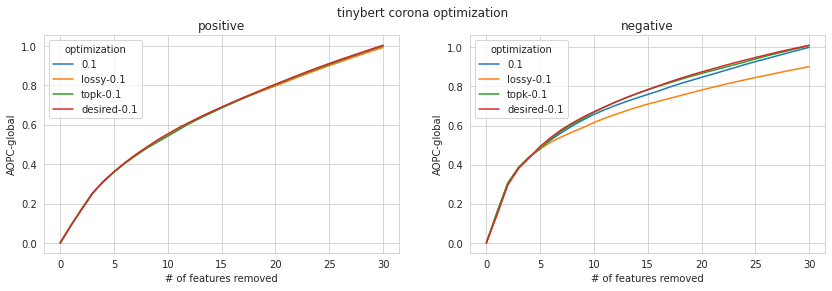 tinybert corona optimization
positive
optimization
0.1
lossy-0.1
topk-0.1
desired-0.1
AOPC-global
1.0
0.8
0.6
0.4
0.2
0.0
0 5 10 15 20 25 30
# of features removed
negative
optimization
0.1
lossy-0.1
topk-0.1
desired-0.1
AOPC-global
1.0
0.8
0.6
0.4
0.2
0.0
0 5 10 15 20 25 30
# of features removed